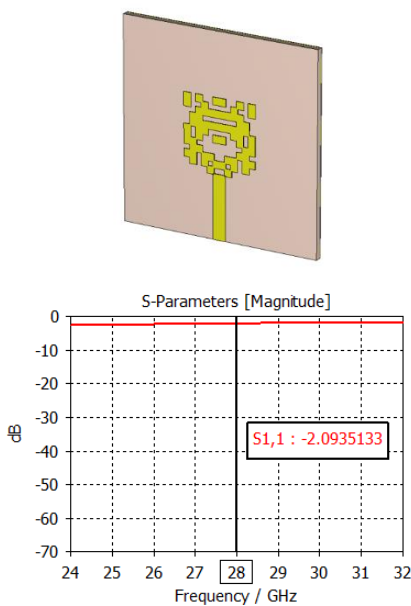 S-Parameters [Magnitude]
0
-10
-20
-30
-40
-50
-60
-70
dB
S1,1 : -2.0935133
24 25 26 27 28 29 30 31 32
Frequency / GHz